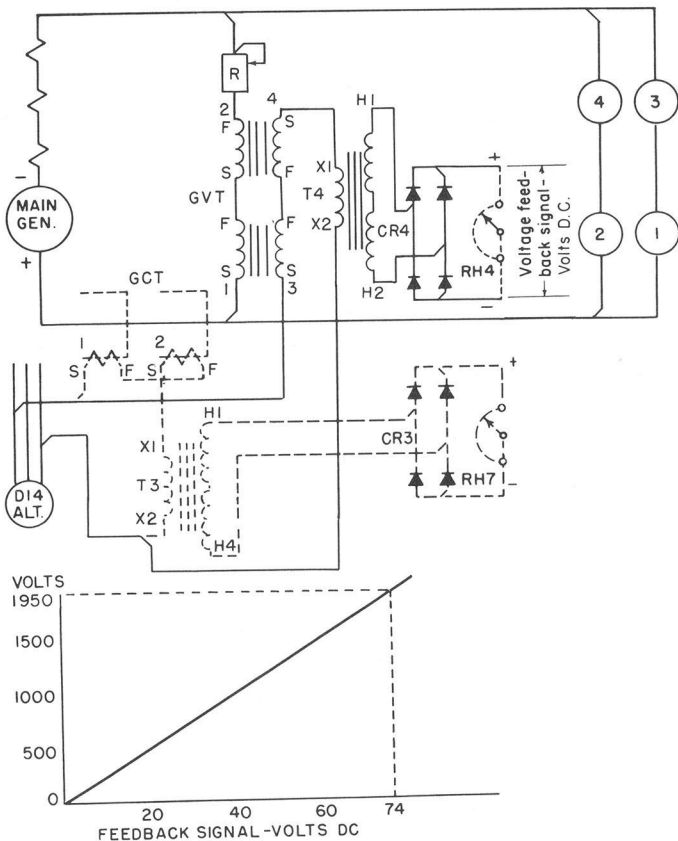 R
2
4
F
S
S
F
GVT
F
F
S
S
1
3
H1
X1
T4
X2
H2
CR4
+
RH4
-
Voltage feed-
back signal-
Volts D.C.
4
3
2
1
-
MAIN
GEN.
+
GCT
1
2
S
F
S
F
H1
X1
T3
X2
H4
CR3
+
RH7
-
D14
ALT.
VOLTS
1950
1500
1000
500
0
20
40
60
74
FEEDBACK SIGNAL-VOLTS DC